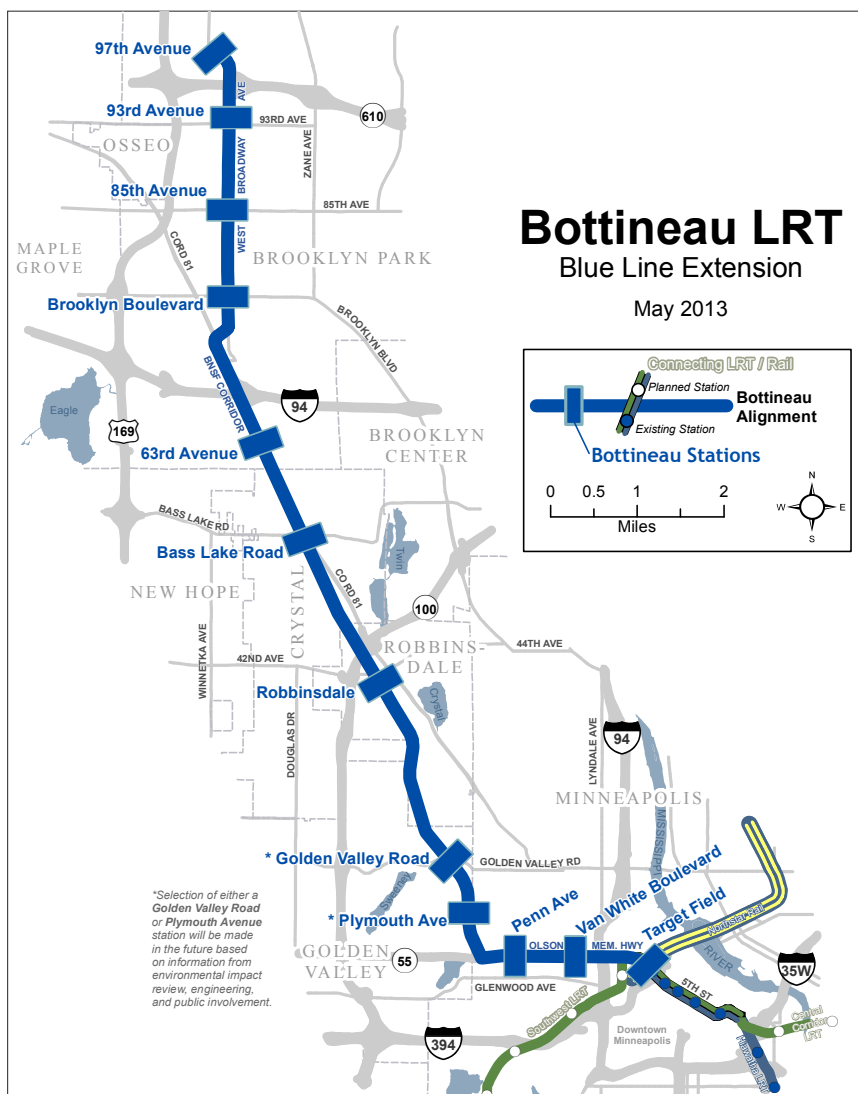 97th Avenue
AVE
93rd Avenue
93RD AVE
610
OSSEO
ZANE AVE
BROADWAY
85th Avenue
85TH AVE
WEST
CORD 81
MAPLE
GROVE
BROOKLYN PARK
Bottineau LRT
Blue Line Extension
May 2013
Brooklyn Boulevard
BROOKLYN BLVD
BNSF CORRIDOR
Connecting LRT / Rail
Planned Station
Bottineau
Alignment
Existing Station
Bottineau Stations
0 0.5 1 2
Miles
N
W E
S
Eagle
94
169
63rd Avenue
BROOKLYN
CENTER
BASS LAKE RD
Bass Lake Road
Twin
NEW HOPE
CRYSTAL
CO RD 81
100
WINNETKA AVE
42ND AVE
ROBBINS-
DALE
44TH AVE
Robbinsdale
Crystal
DOUGLAS DR
LYNDALE AVE
94
MINNEAPOLIS
MISSISSIPPI
* Golden Valley Road
GOLDEN VALLEY RD
Sweeney
* Plymouth Ave
Penn Ave
Van White Boulevard
Target Field
Northstar Rail
RIVER
*Selection of either a
Golden Valley Road
or Plymouth Avenue
station will be made
in the future based
on information from
environmental impact
review, engineering,
and public involvement.
GOLDEN
VALLEY
55
OLSON
MEM. HWY
GLENWOOD AVE
5TH ST
35W
Southwest LRT
394
Downtown
Minneapolis
Central
Corridor
LRT
Hiawatha LRT